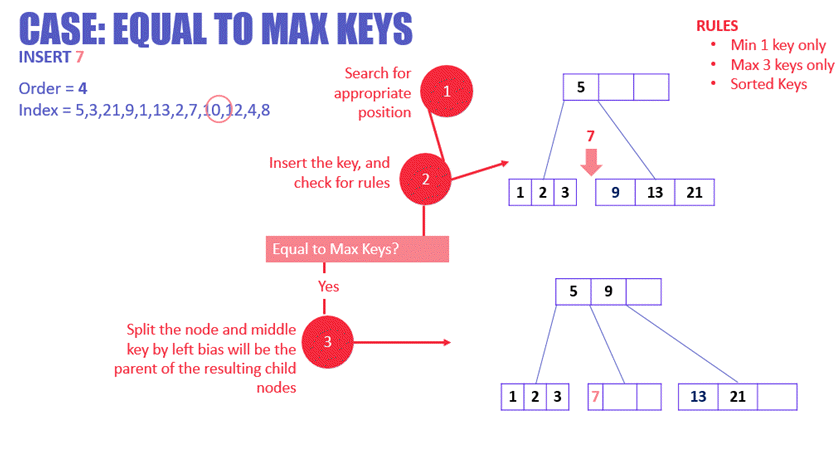 CASE: EQUAL TO MAX KEYS
INSERT 7
Order = 4
Index = 5,3,21,9,1,13,2,7,10,12,4,8
RULES
• Min 1 key only
• Max 3 keys only
• Sorted Keys
Search for
appropriate
position
1
Insert the key, and
check for rules
2
Equal to Max Keys?
Yes
Split the node and middle
key by left bias will be the
parent of the resulting child
nodes
3
5
7
1 2 3 9 13 21
5 9
1 2 3 7 13 21